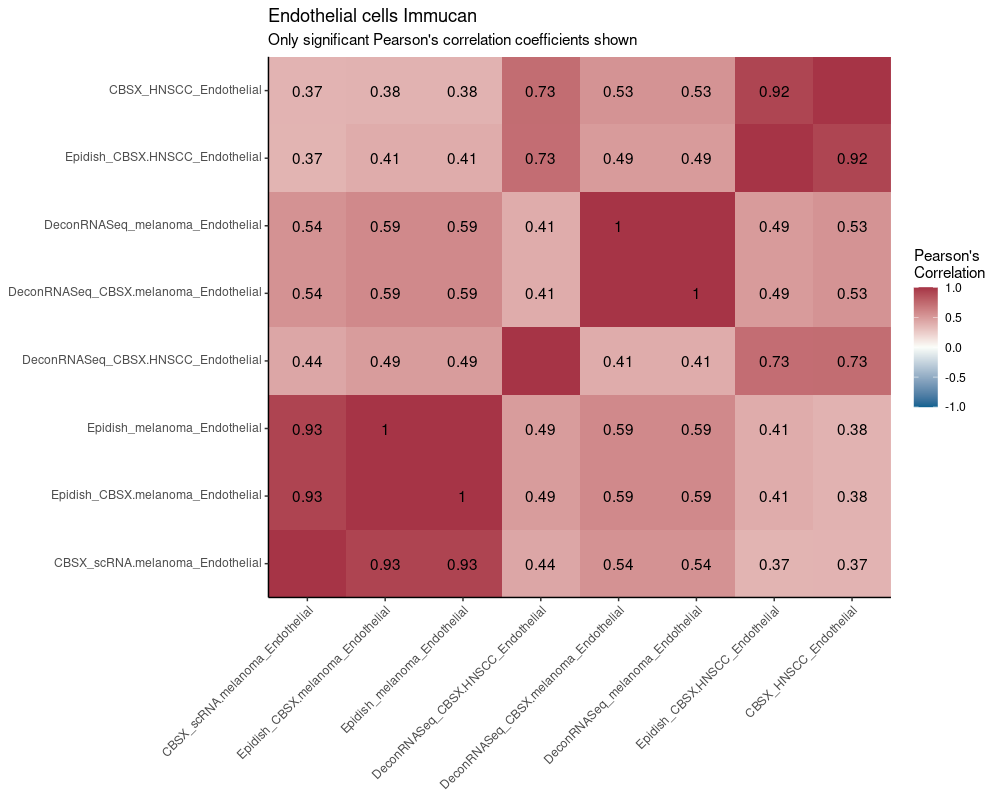 Endothelial cells Immucan
Only significant Pearson's correlation coefficients shown
CBSX_HNSCC_Endothelial 0.37 0.38 0.38 0.73 0.53 0.53 0.92
Epidish_CBSX.HNSCC_Endothelial 0.37 0.41 0.41 0.73 0.49 0.49 0.92
DeconRNASeq_melanoma_Endothelial 0.54 0.59 0.59 0.41 1 0.49 0.53
DeconRNASeq_CBSX.melanoma_Endothelial 0.54 0.59 0.59 0.41 1 0.49 0.53
DeconRNASeq_CBSX.HNSCC_Endothelial 0.44 0.49 0.49 0.41 0.41 0.73 0.73
Epidish_melanoma_Endothelial 0.93 1 0.49 0.59 0.59 0.41 0.38
Epidish_CBSX.melanoma_Endothelial 0.93 1 0.49 0.59 0.59 0.41 0.38
CBSX_scRNA.melanoma_Endothelial 0.93 0.93 0.44 0.54 0.54 0.37 0.37
CBSX_scRNA.melanoma_Endothelial
Epidish_CBSX.melanoma_Endothelial
Epidish_melanoma_Endothelial
DeconRNASeq_CBSX.HNSCC_Endothelial
DeconRNASeq_CBSX.melanoma_Endothelial
DeconRNASeq_melanoma_Endothelial
Epidish_CBSX.HNSCC_Endothelial
CBSX_HNSCC_Endothelial
Pearson's
Correlation
1.0
0.5
0.0
-0.5
-1.0